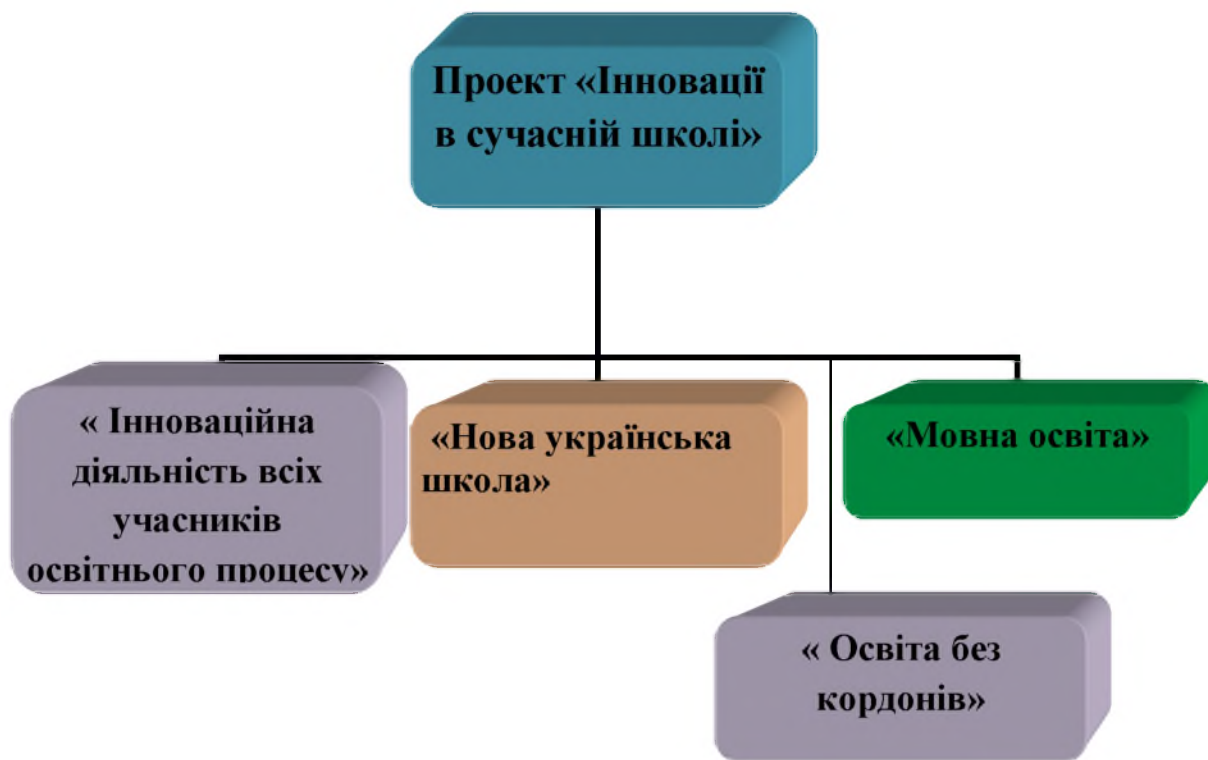 Проект «Інновації
в сучасній школі»
« Інноваційна
діяльність всіх
учасників
освітнього процесу»
«Нова українська
школа»
«Мовна освіта»
« Освіта без
кордонів»